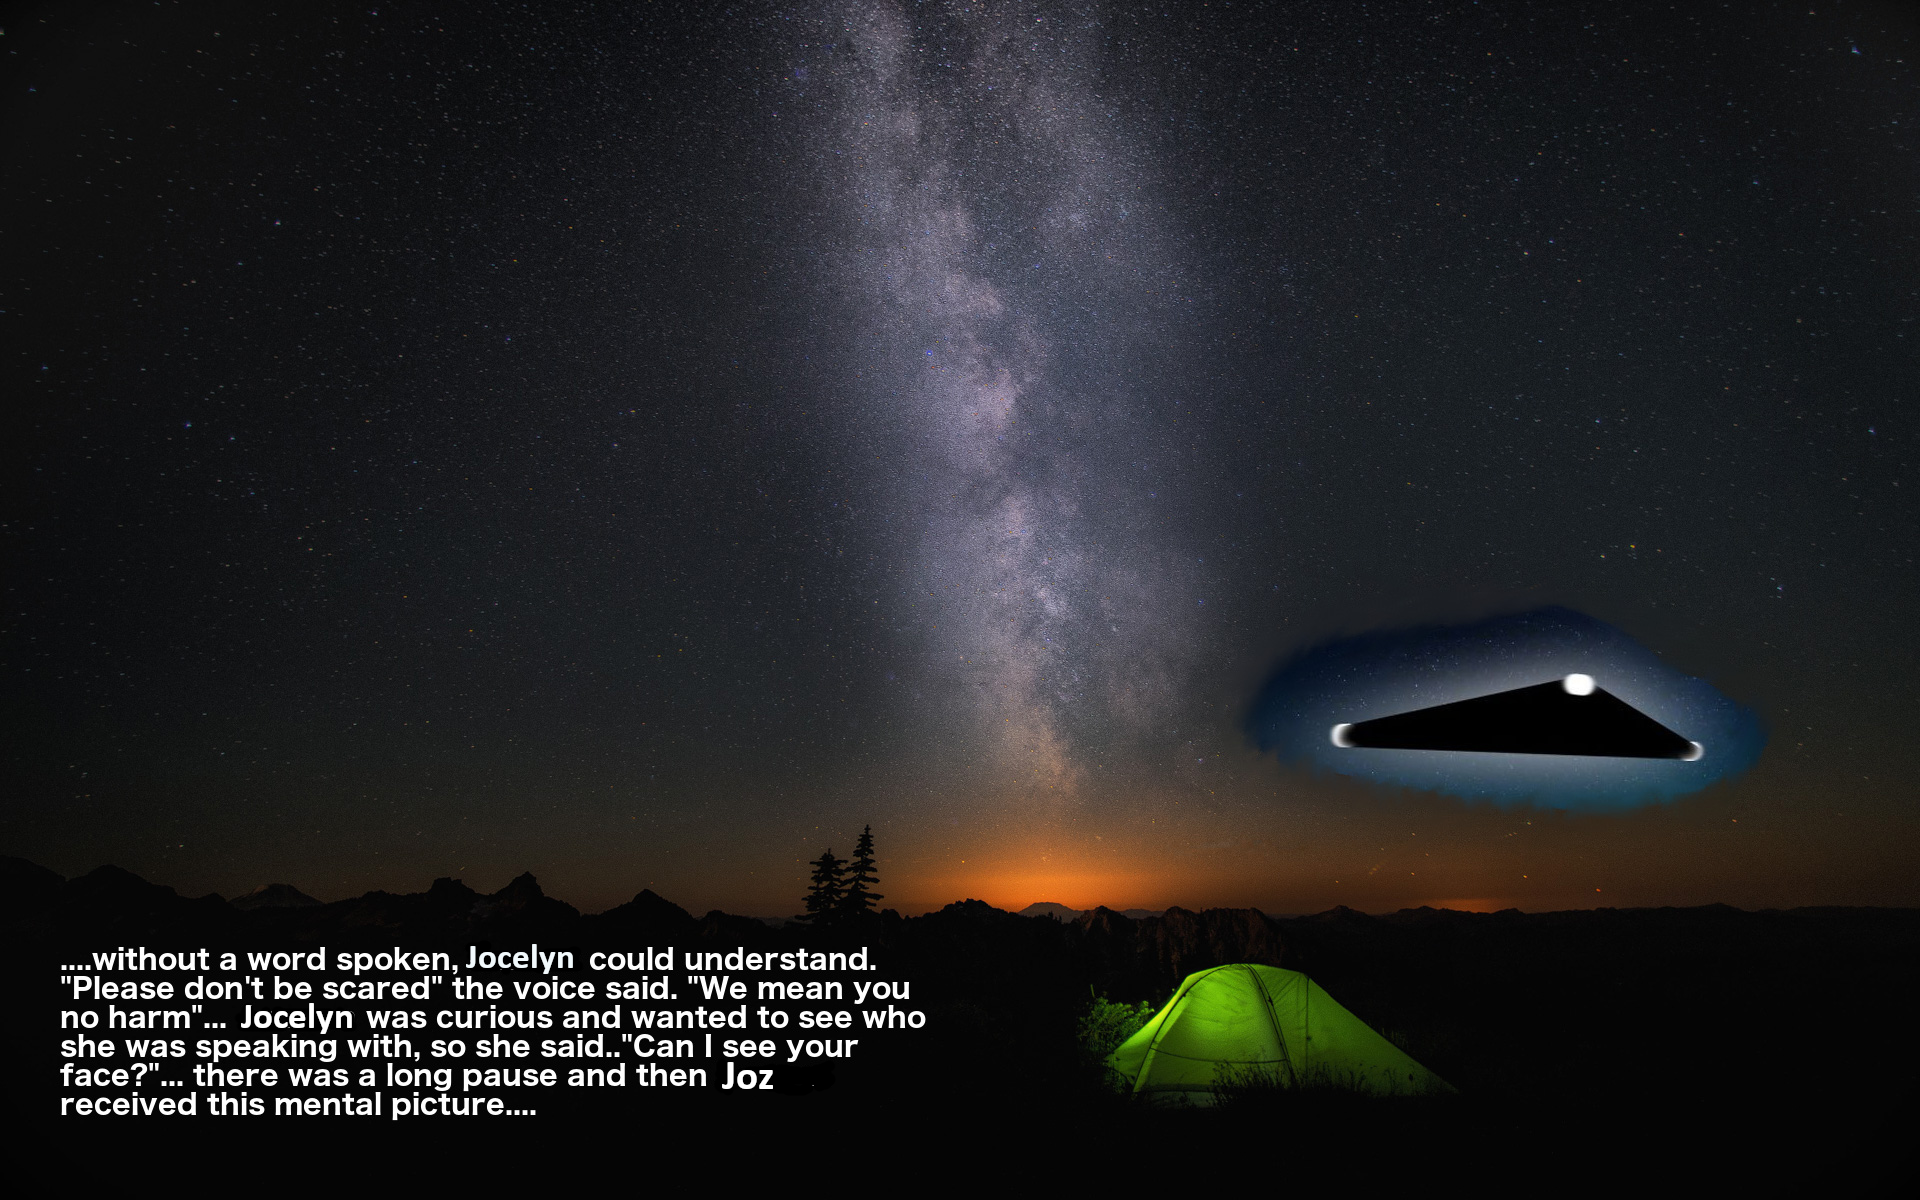 ....without a word spoken, Jocelyn could understand.
"Please don't be scared" the voice said. "We mean you
no harm"... Jocelyn was curious and wanted to see who
she was speaking with, so she said.."Can I see your
face?"... there was a long pause and then Joz
received this mental picture....